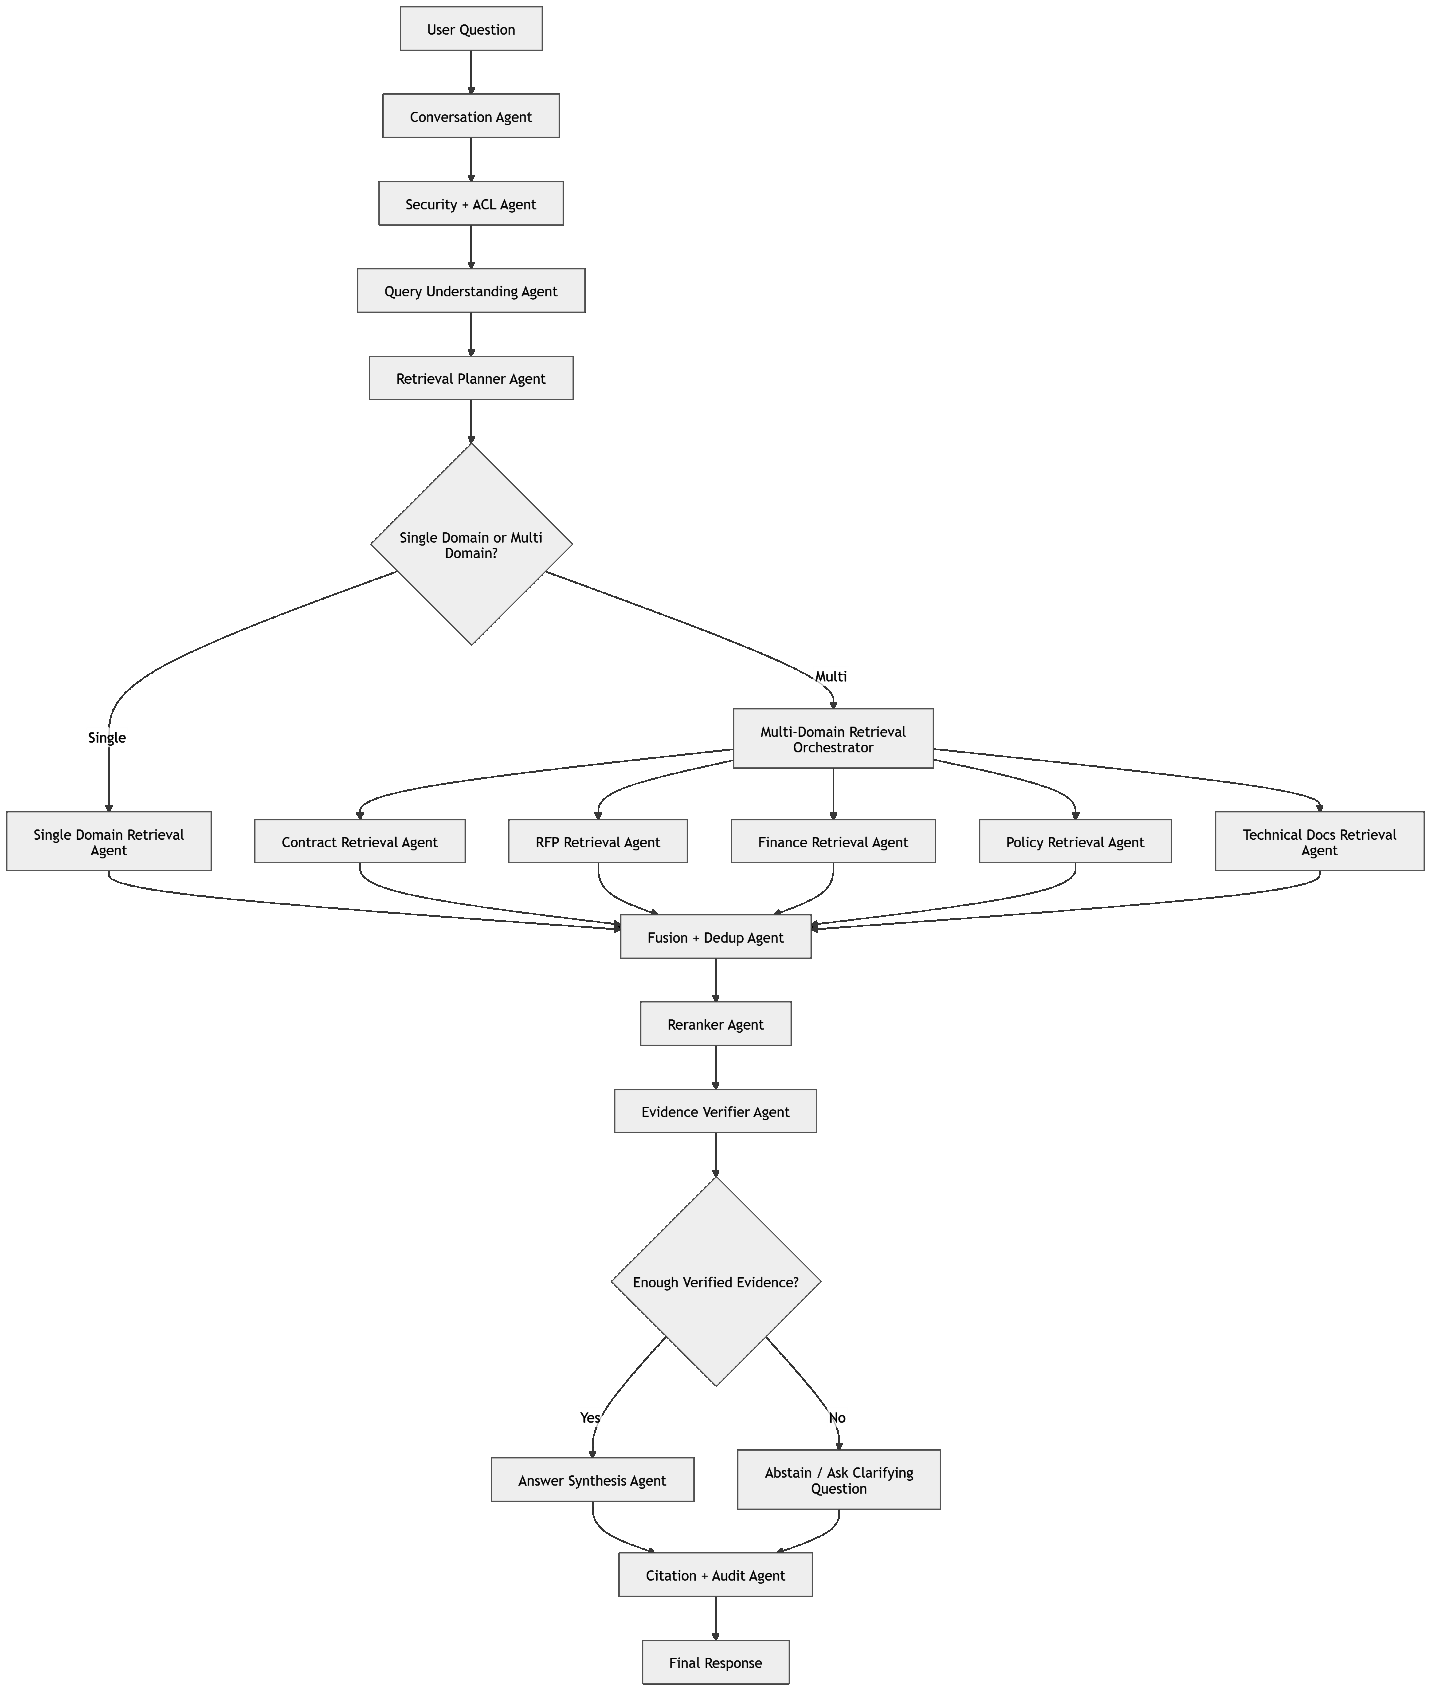 User Question
Conversation Agent
Security + ACL Agent
Query Understanding Agent
Retrieval Planner Agent
Single Domain or Multi
Domain?
Multi
Single
Multi-Domain Retrieval
Orchestrator
Single Domain Retrieval
Agent
Contract Retrieval Agent
RFP Retrieval Agent
Finance Retrieval Agent
Policy Retrieval Agent
Technical Docs Retrieval
Agent
Fusion + Dedup Agent
Reranker Agent
Evidence Verifier Agent
Enough Verified Evidence?
Yes
No
Answer Synthesis Agent
Abstain / Ask Clarifying
Question
Citation + Audit Agent
Final Response